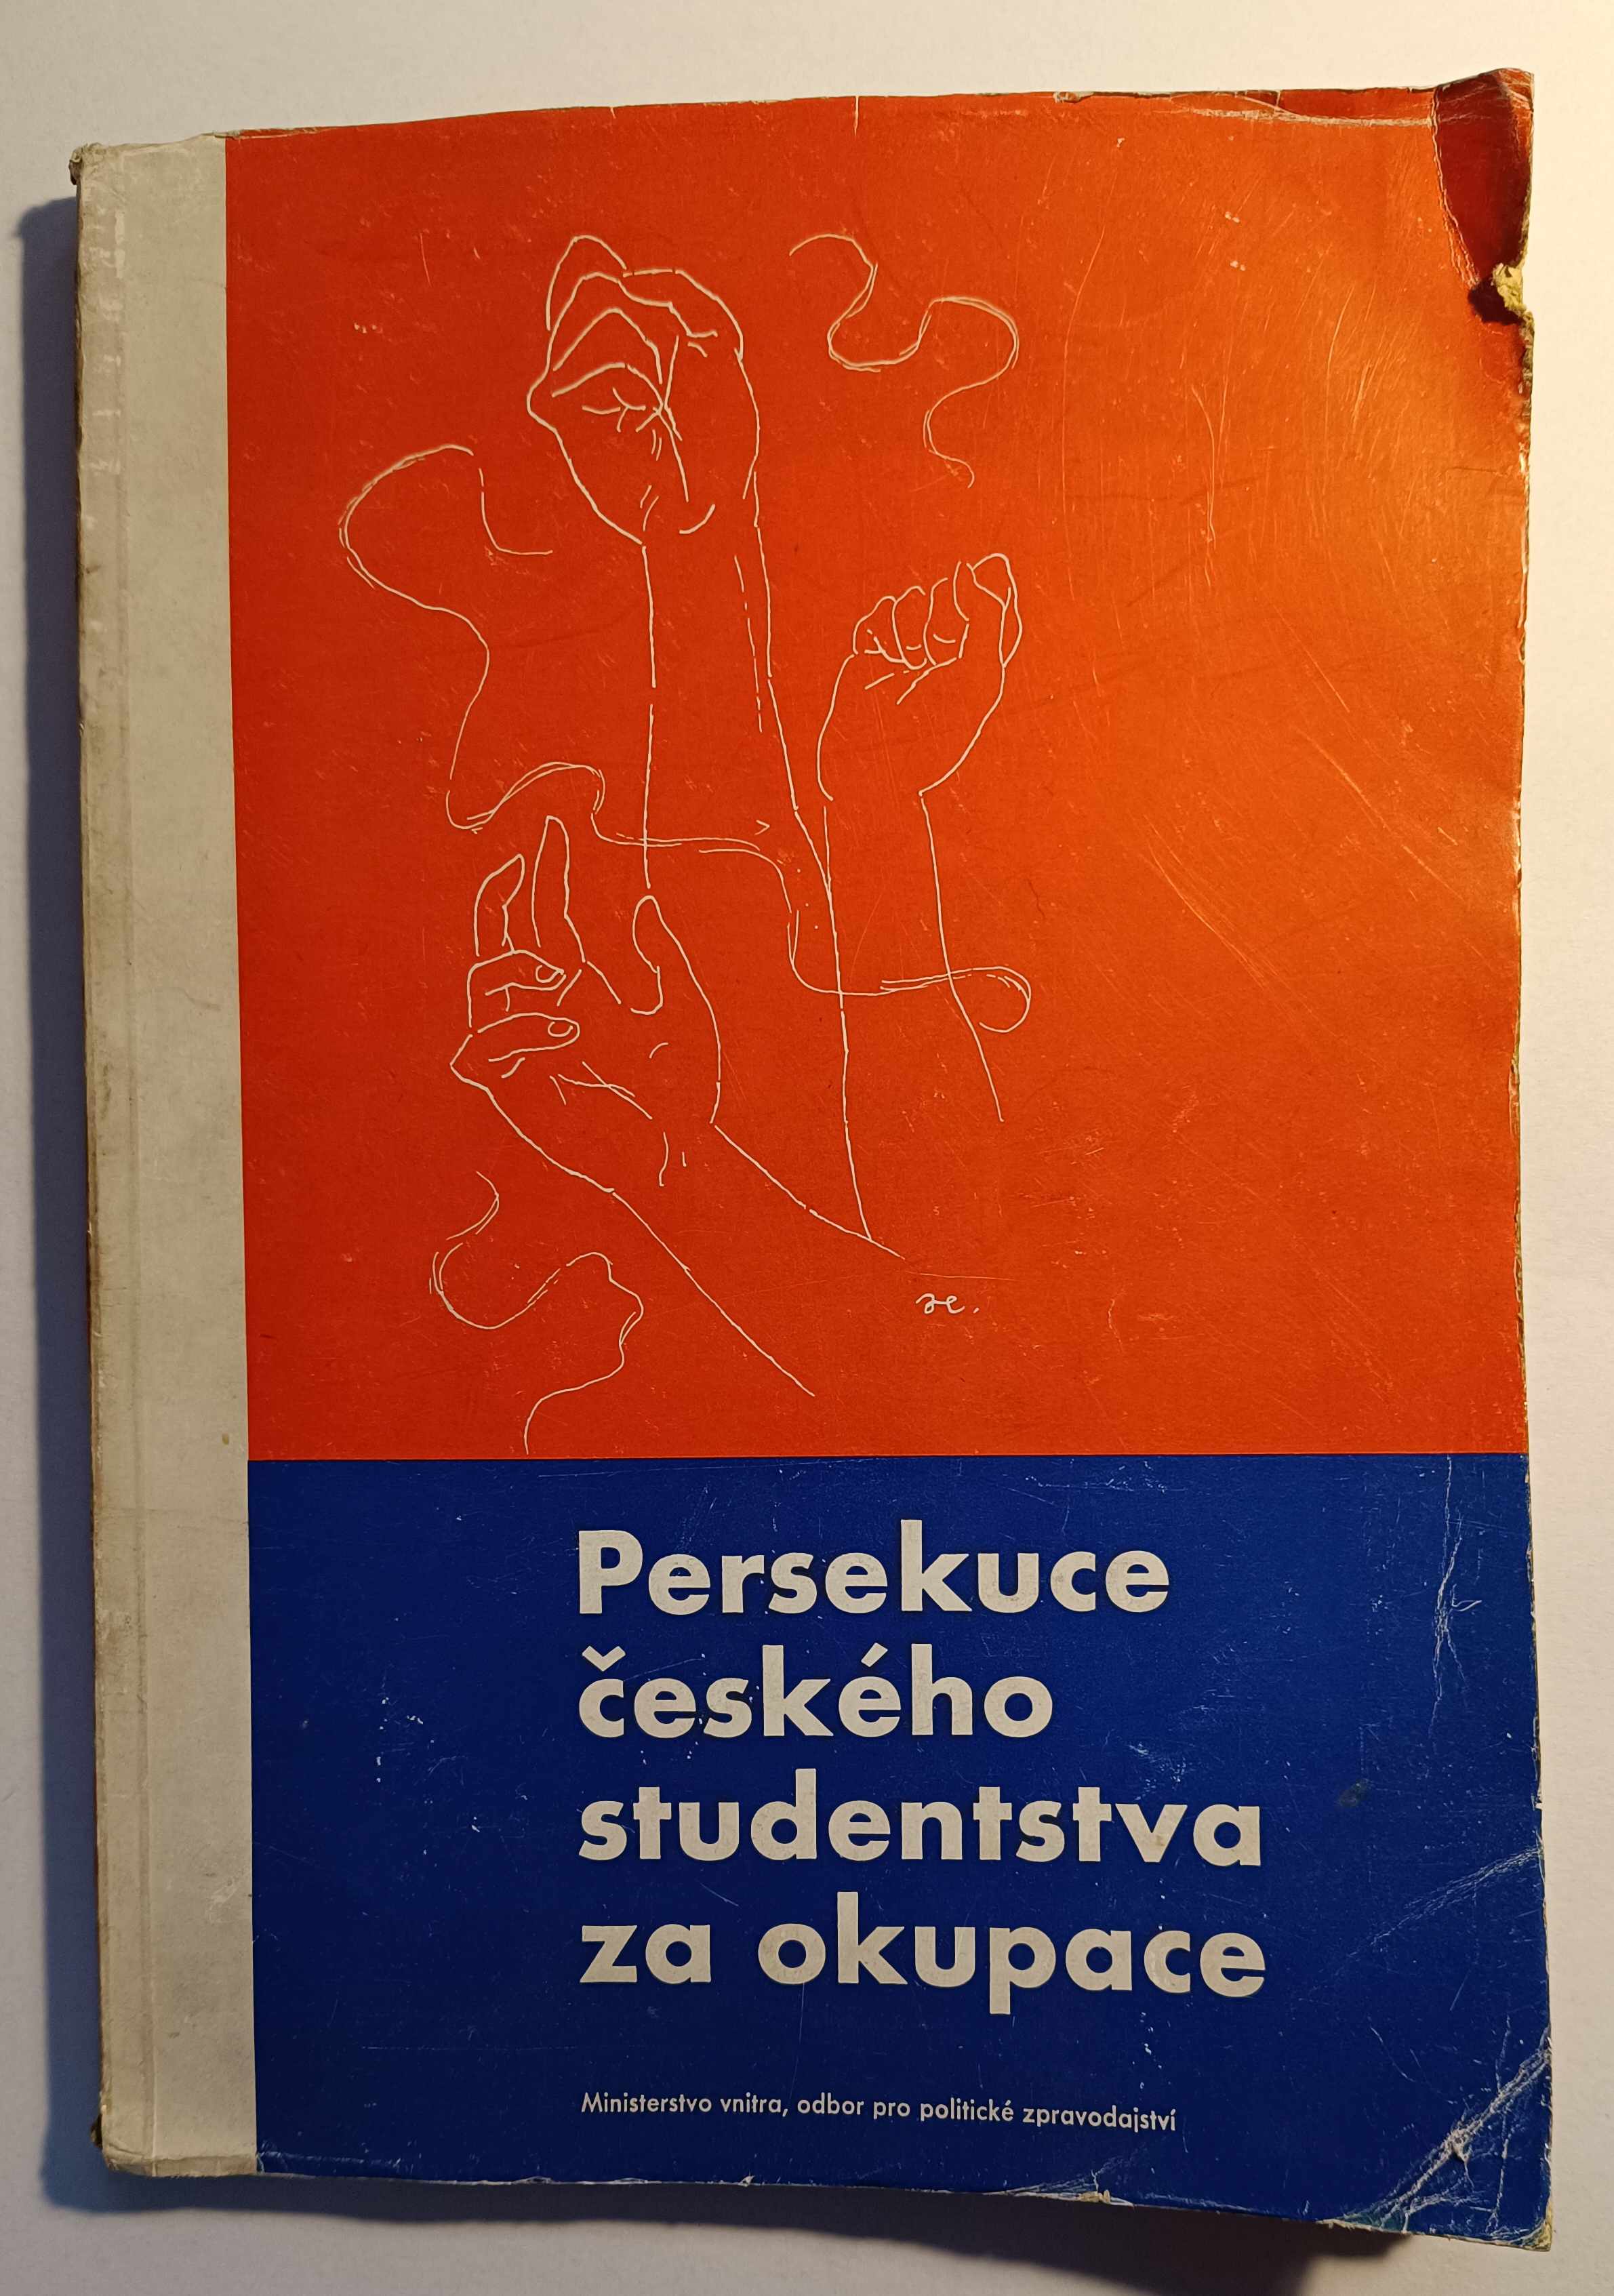 Persekuce
českého
studentstva
za okupace
Ministerstvo vnitra, odbor pro politické zpravodajství